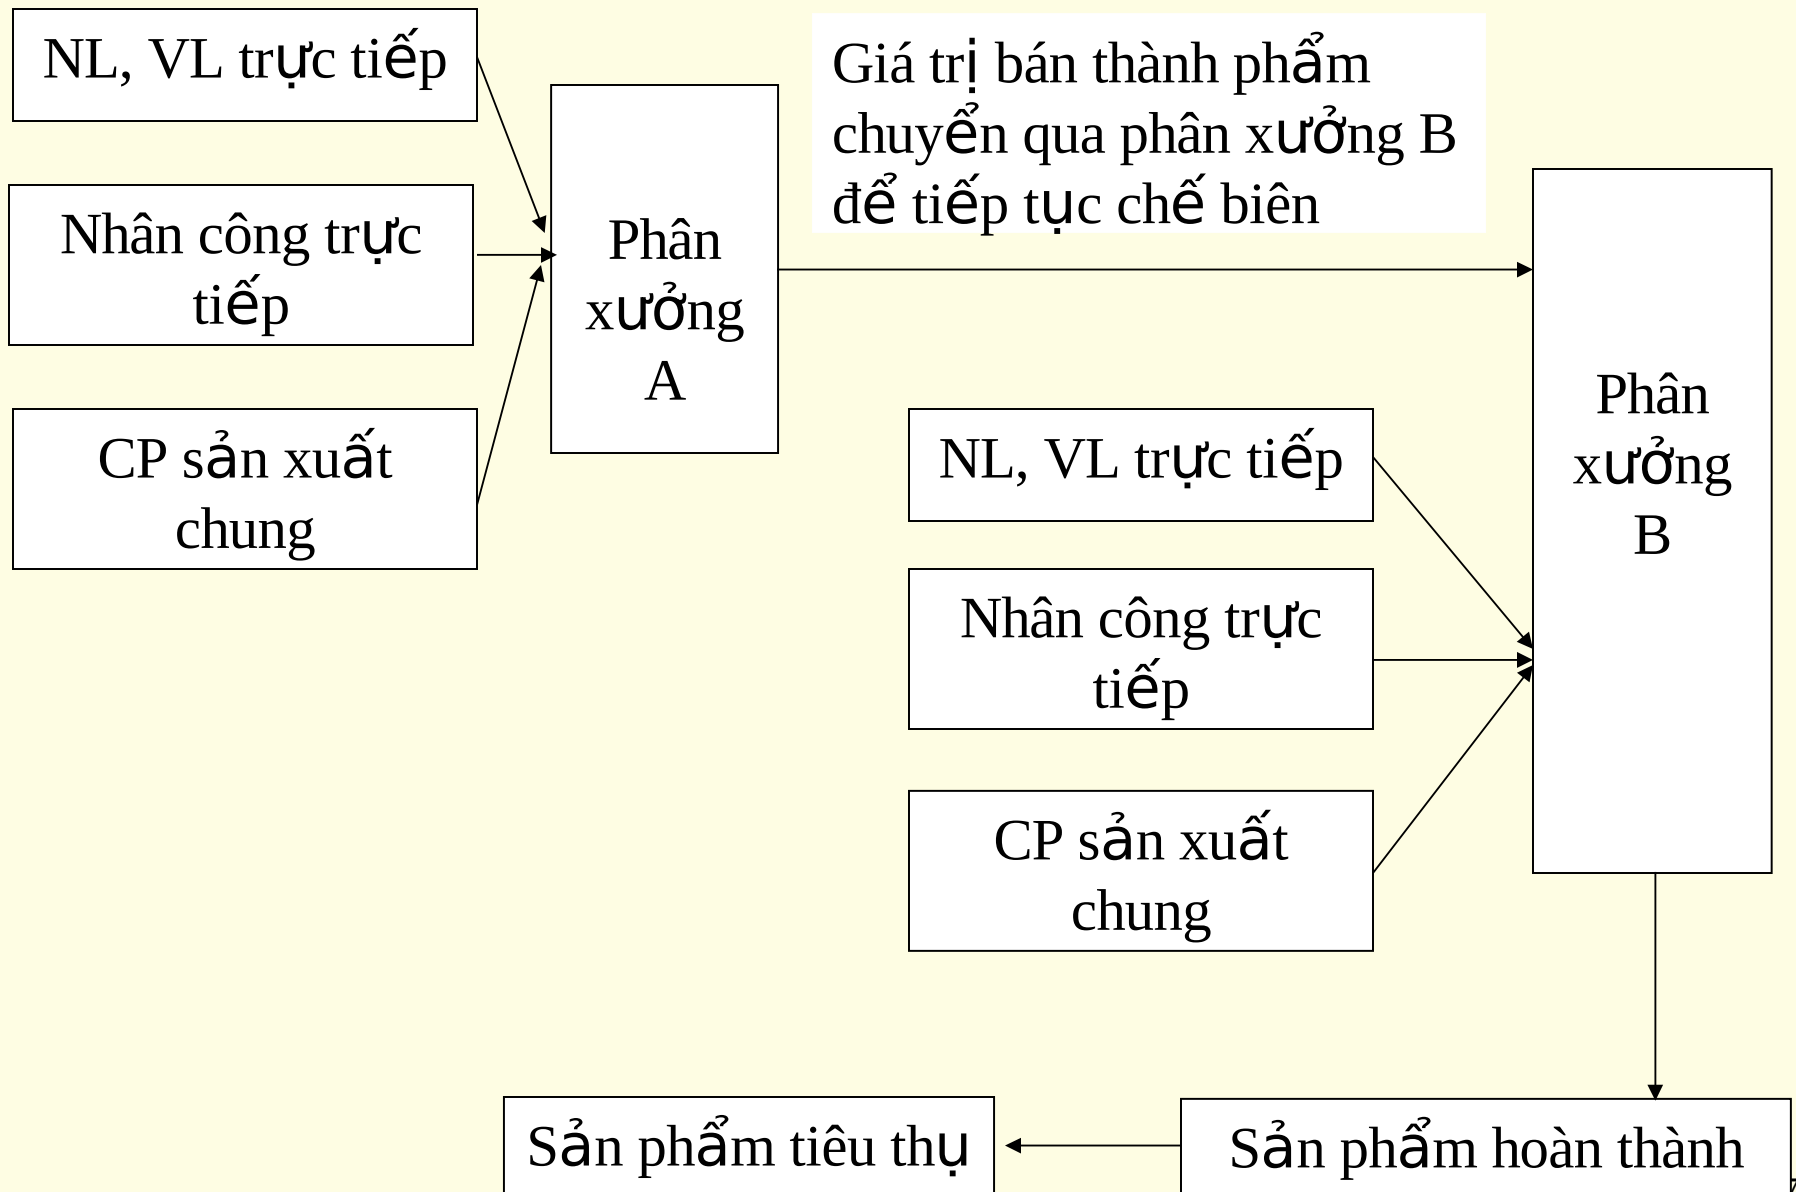 NL, VL trực tiếp
Nhân công trực
tiếp
CP sản xuất
chung
Phân
xưởng
A
Giá trị bán thành phẩm
chuyển qua phân xưởng B
để tiếp tục chế biên
NL, VL trực tiếp
Nhân công trực
tiếp
CP sản xuất
chung
Phân
xưởng
B
Sản phẩm tiêu thụ
Sản phẩm hoàn thành